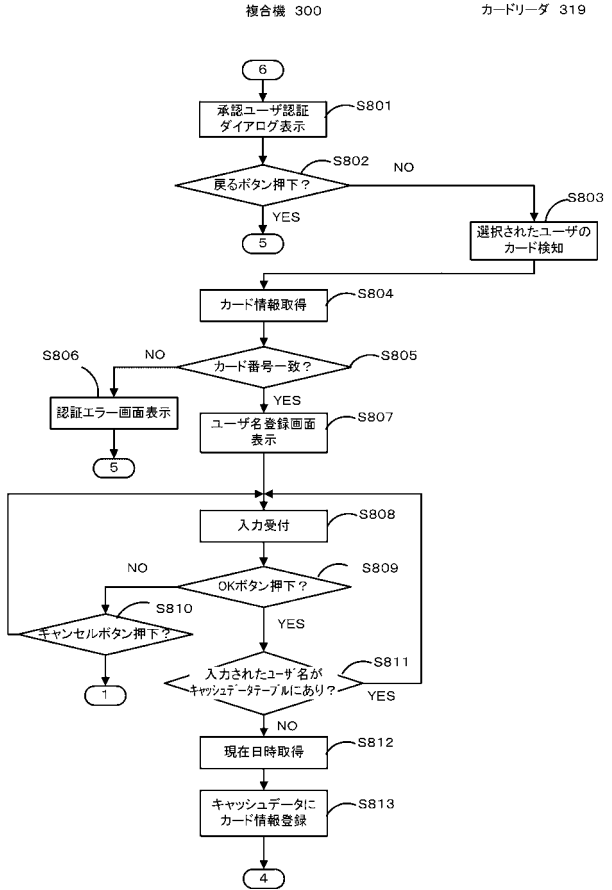 複合機 300
カードリーダ 319
6
承認ユーザ認証
ダイアログ表示
S801
戻るボタン押下?
S802
NO
YES
5
S803
選択されたユーザの
カード検知
カード情報取得
S804
カード番号一致?
S805
NO
S806
認証エラー画面表示
5
YES
ユーザ名登録画面
表示
S807
入力受付
S808
OKボタン押下?
S809
NO
S810
キャンセルボタン押下?
1
YES
入力されたユーザ名が
キャッシュデータテーブルにあり?
S811
YES
NO
現在日時取得
S812
キャッシュデータに
カード情報登録
S813
4